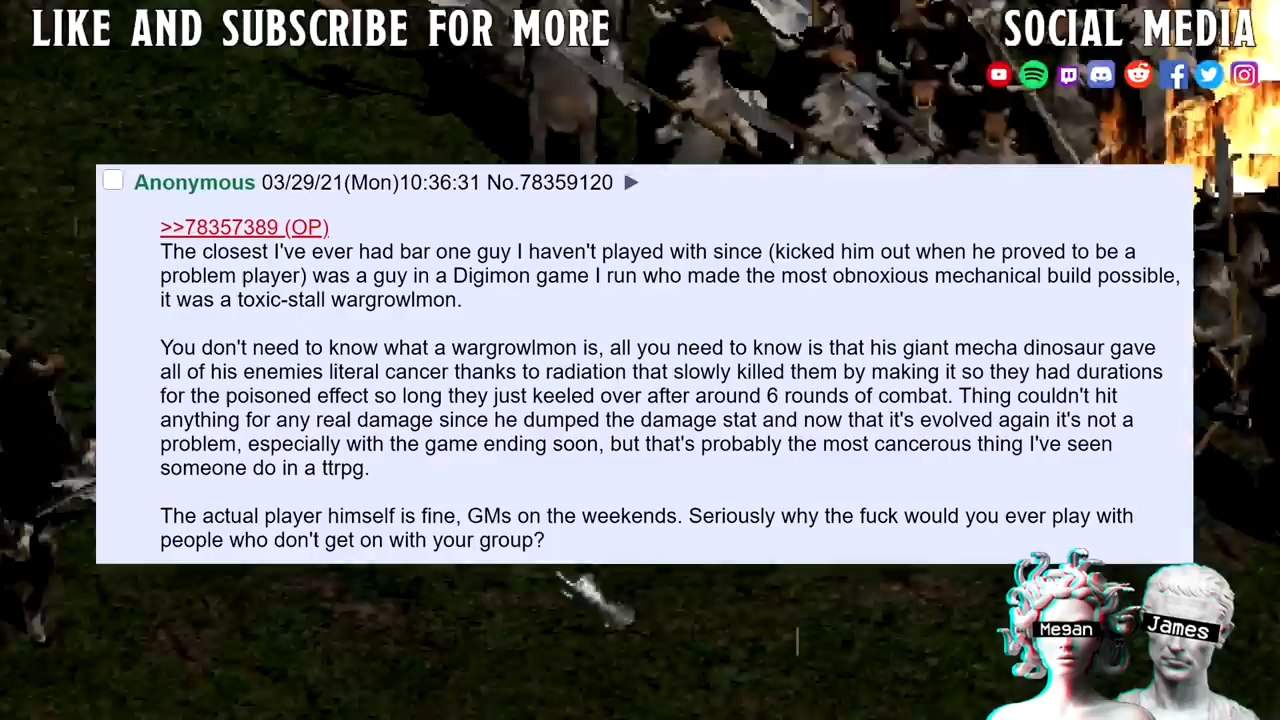 LIKE AND SUBSCRIBE FOR MORE
SOCIAL MEDIA
Anonymous 03/29/21(Mon)10:36:31 No.78359120 ▶
>>78357389 (OP)
The closest I've ever had bar one guy I haven't played with since (kicked him out when he proved to be a
problem player) was a guy in a Digimon game I run who made the most obnoxious mechanical build possible,
it was a toxic-stall wargrowlmon.
You don't need to know what a wargrowlmon is, all you need to know is that his giant mecha dinosaur gave
all of his enemies literal cancer thanks to radiation that slowly killed them by making it so they had durations
for the poisoned effect so long they just keeled over after around 6 rounds of combat. Thing couldn't hit
anything for any real damage since he dumped the damage stat and now that it's evolved again it's not a
problem, especially with the game ending soon, but that's probably the most cancerous thing I've seen
someone do in a ttrpg.
The actual player himself is fine, GMs on the weekends. Seriously why the fuck would you ever play with
people who don't get on with your group?
Megan
James